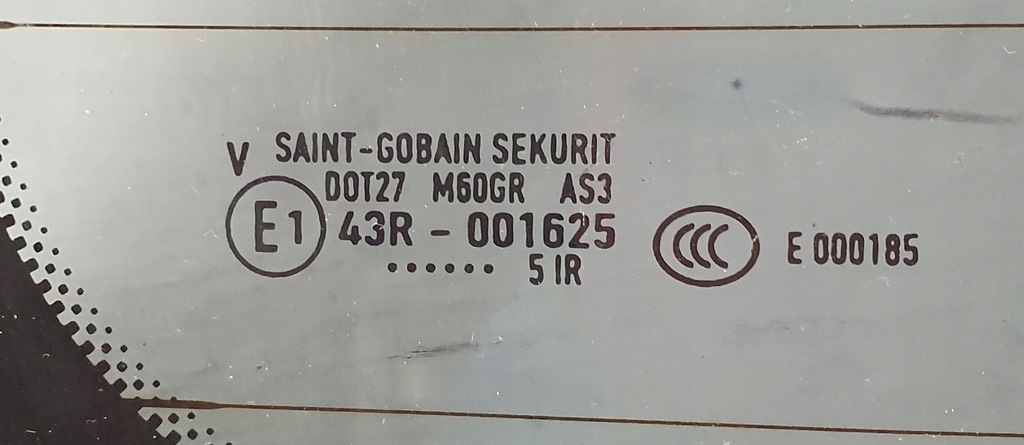 V SAINT-GOBAIN SEKURIT
DOT27 M60GR AS3
E1 43R - 001625
...... 5 IR
CCC E 000185